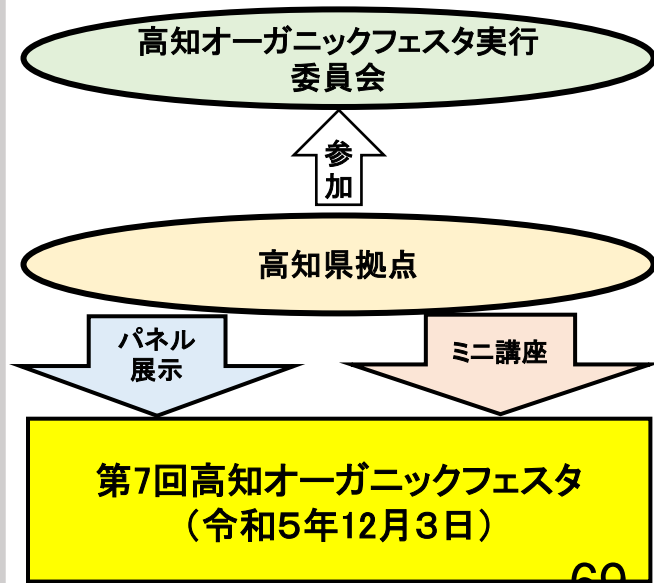 高知オーガニックフェスタ実行
委員会
参
加
高知県拠点
パネル
展示
ミニ講座
第7回高知オーガニックフェスタ
（令和５年12月３日）